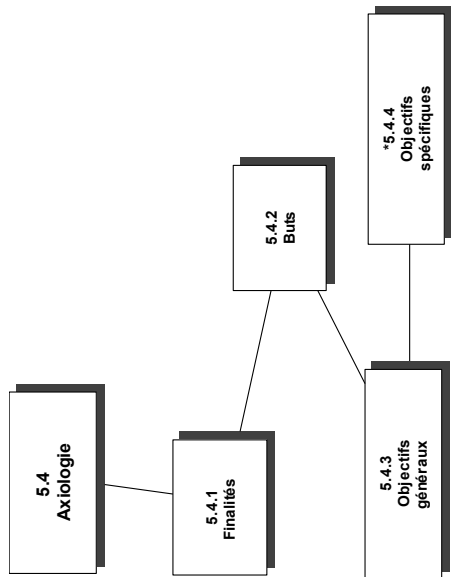 5.4
Axiologie
5.4.1
Finalités
5.4.2
Buts
5.4.3
Objectifs
généraux
*5.4.4
Objectifs
spécifiques